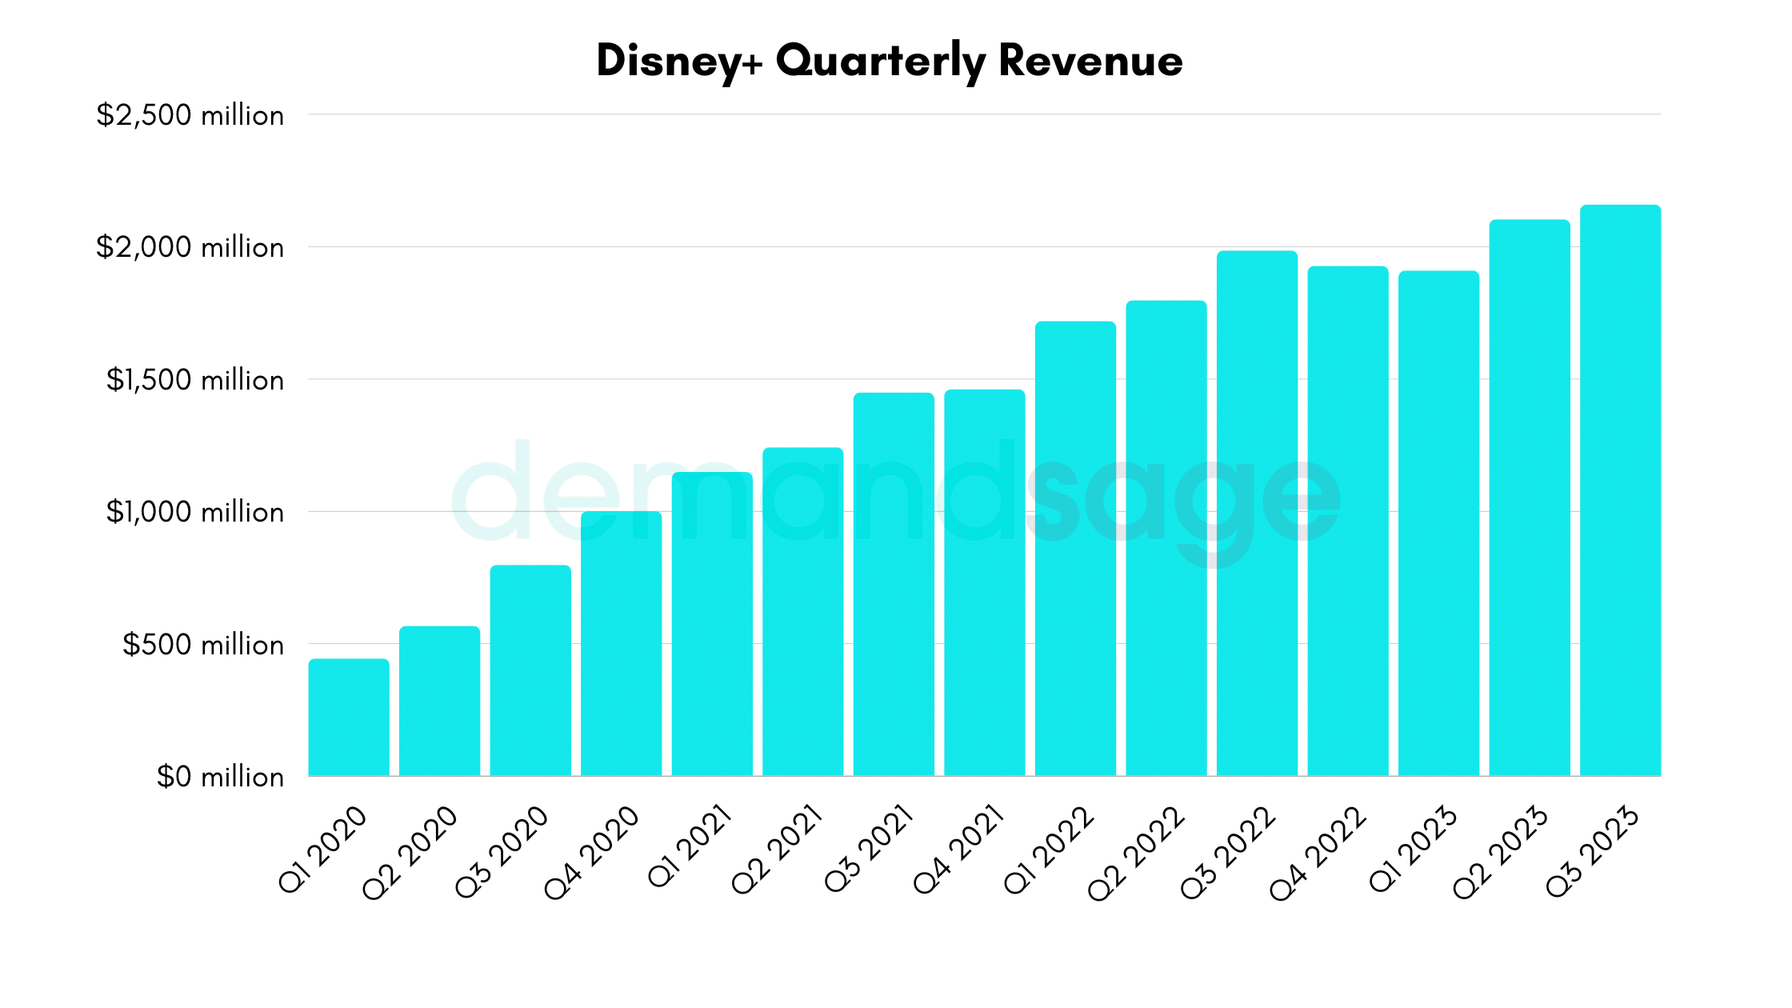 Disney+ Quarterly Revenue
$2,500 million
$2,000 million
$1,500 million
$1,000 million
$500 million
$0 million
demandsage
Q1 2020
Q2 2020
Q3 2020
Q4 2020
Q1 2021
Q2 2021
Q3 2021
Q4 2021
Q1 2022
Q2 2022
Q3 2022
Q4 2022
Q1 2023
Q2 2023
Q3 2023